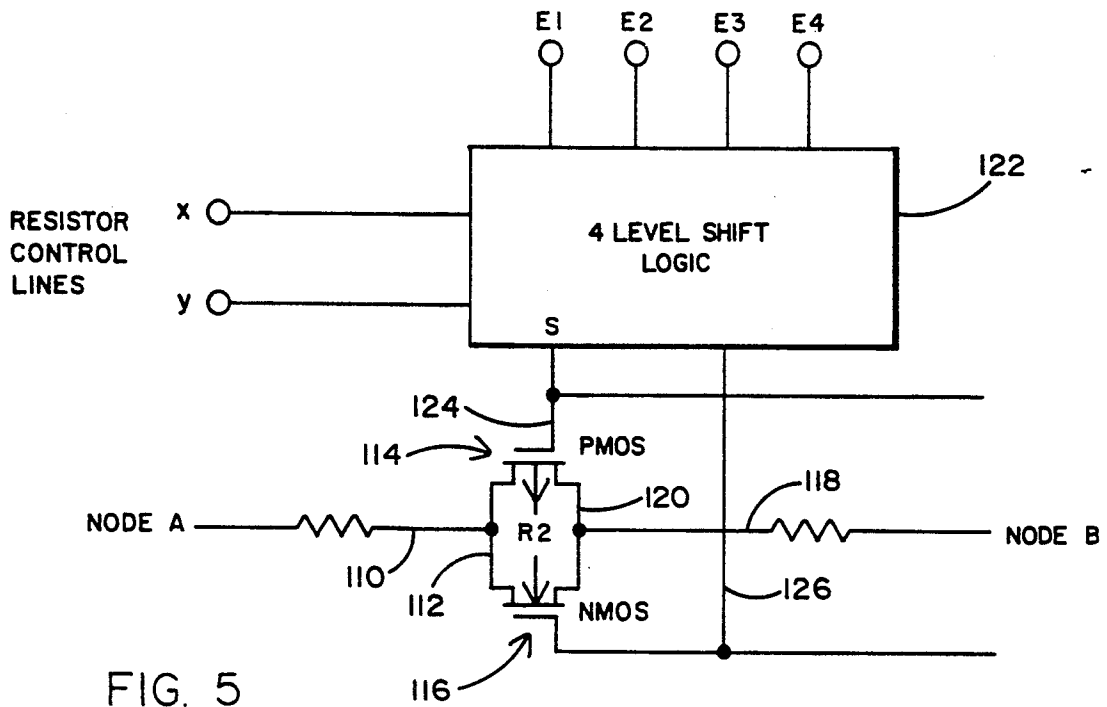 E1 E2 E3 E4
122
x
RESISTOR
CONTROL
LINES
4 LEVEL SHIFT
LOGIC
y
S
124
114
PMOS
120
118
NODE A
R2
NODE B
110
112
NMOS
126
116
FIG. 5